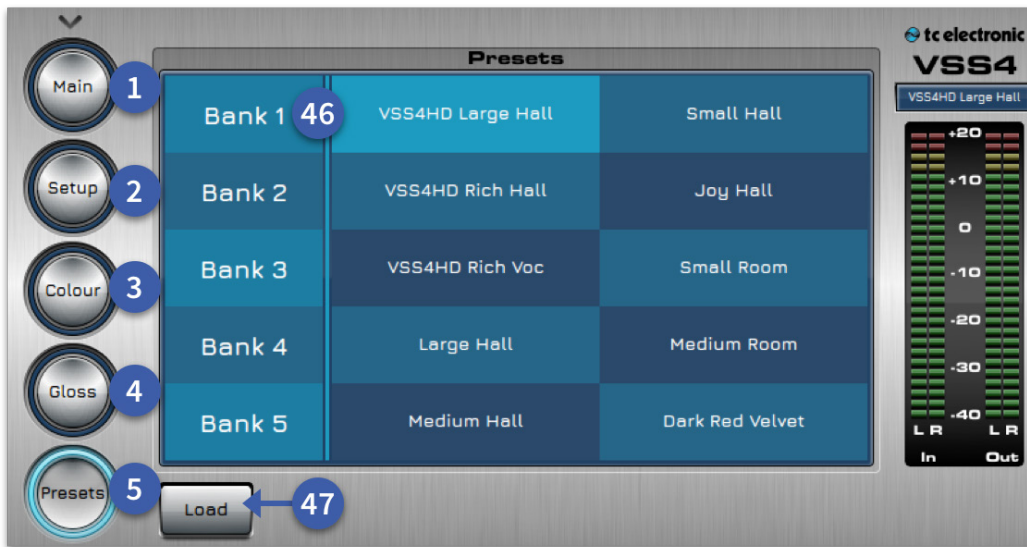 tc electronic
VSS4
VSS4HD Large Hall
Presets
Main 1
Setup 2
Colour 3
Gloss 4
Presets 5
Bank 1 46 VSS4HD Large Hall Small Hall
Bank 2 VSS4HD Rich Hall Joy Hall
Bank 3 VSS4HD Rich Voc Small Room
Bank 4 Large Hall Medium Room
Bank 5 Medium Hall Dark Red Velvet
Load 47
+20
+10
0
-10
-20
-30
-40
L R L R
In Out